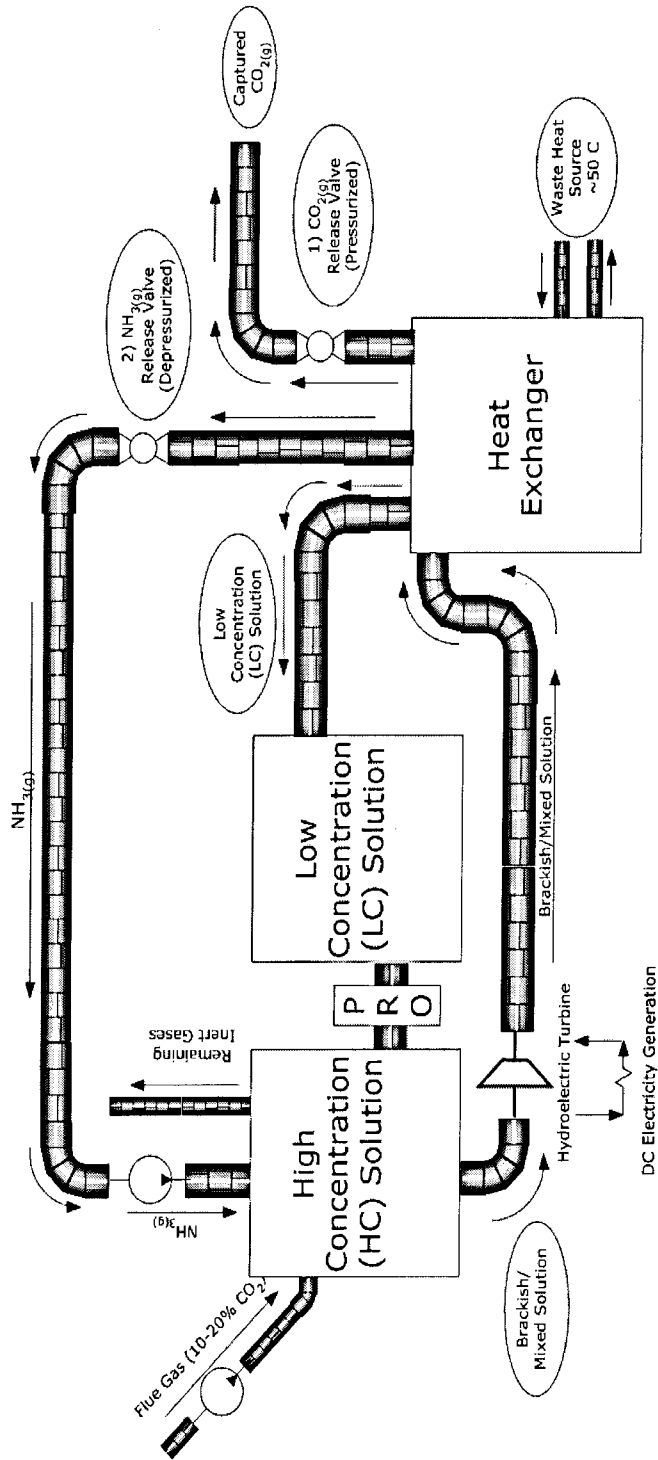 NH3(g)
2) NH3(g)
Release Valve
(Depressurized)
Captured
CO2(g)
1) CO2(g)
Release Valve
(Pressurized)
Remaining
Inert Gases
NH3(g)
Flue Gas (10-20% CO2)
Low
Concentration
(LC) Solution
High
Concentration
(HC) Solution
P
R
O
Low
Concentration
(LC) Solution
Heat
Exchanger
Waste Heat
Source
~50 C
Brackish/
Mixed Solution
Hydroelectric Turbine
Brackish/Mixed Solution
DC Electricity Generation